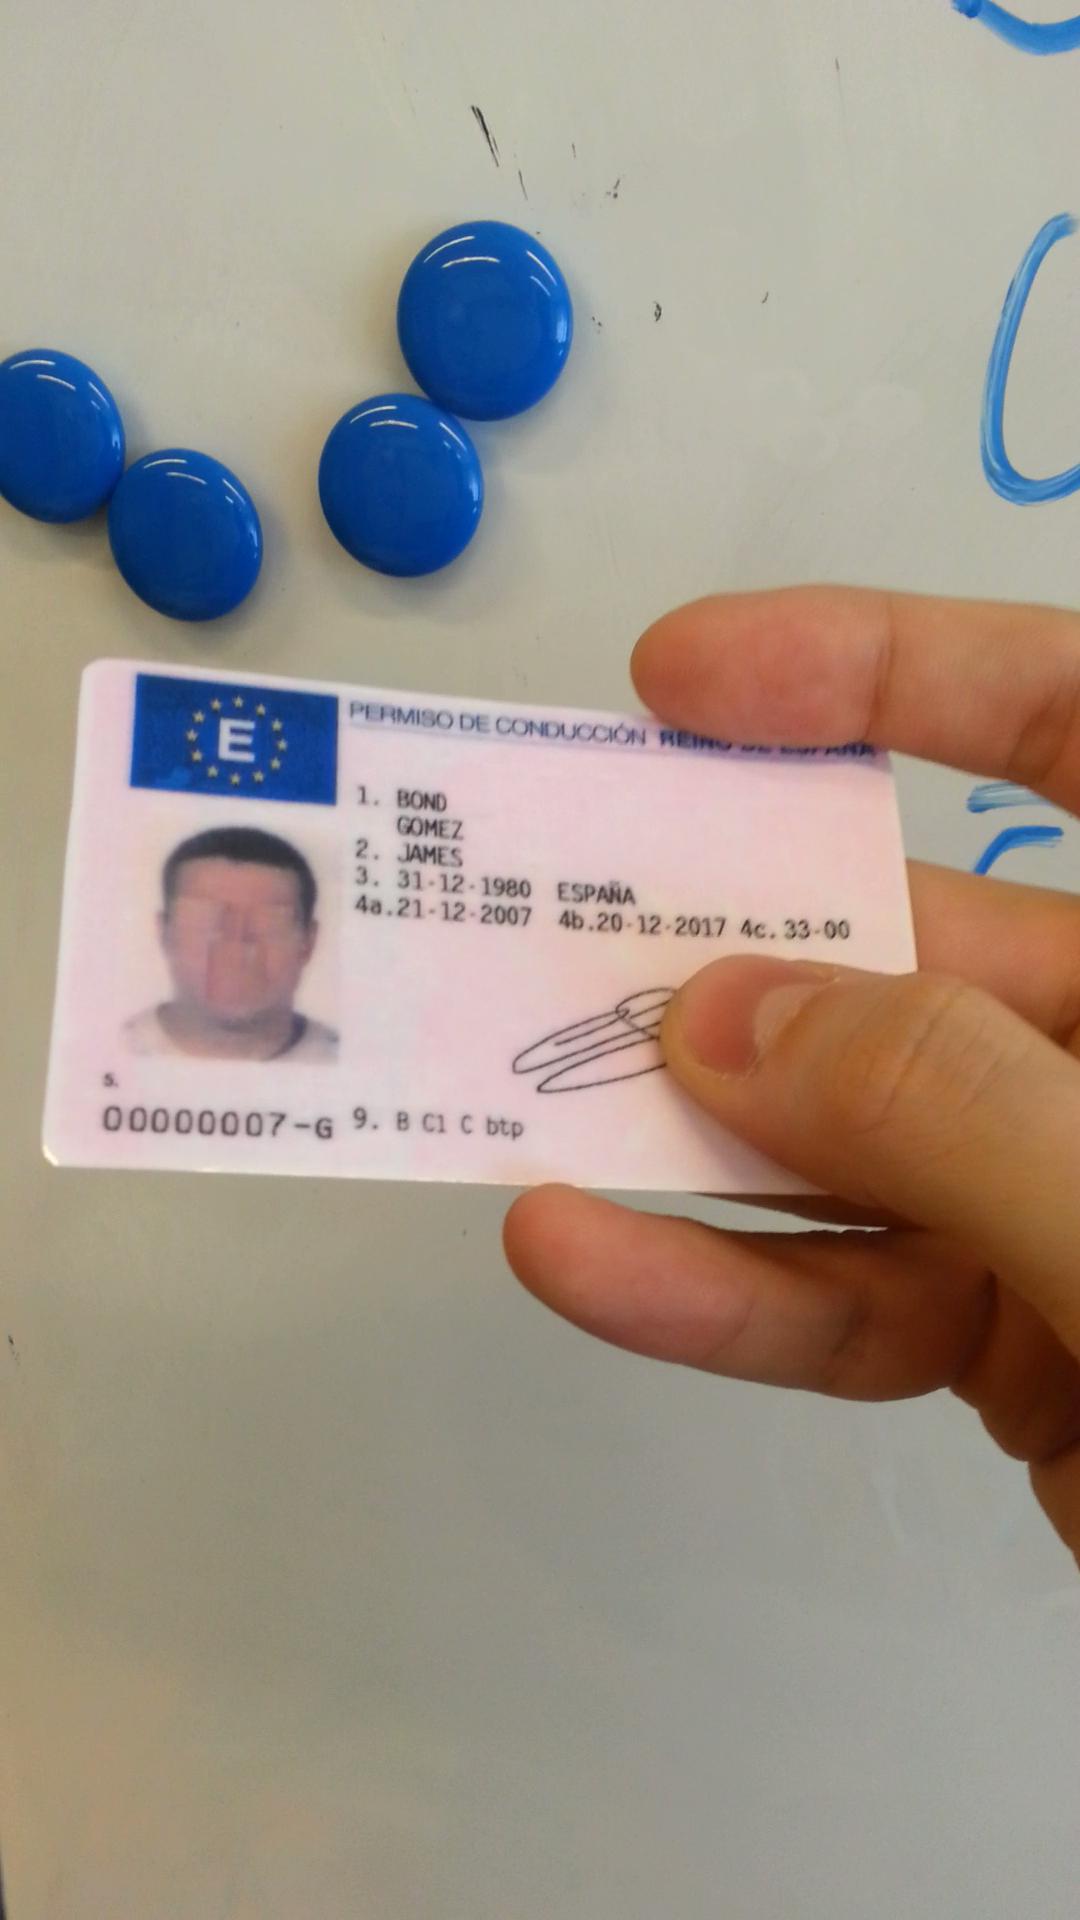 E
PERMISO DE CONDUCCIÓN REINO DE ESPAÑA
1. BOND
GOMEZ
2. JAMES
3. 31-12-1980 ESPAÑA
4a.21-12-2007 4b.20-12-2017 4c.33-00
5.
00000007-G 9. B C1 C btp